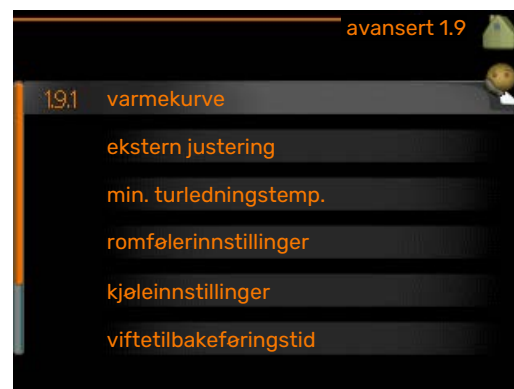 avansert 1.9
1.9.1 varmekurve
ekstern justering
min. turledningstemp.
romfølerinnstillinger
kjøleinnstillinger
viftetilbakeføringstid